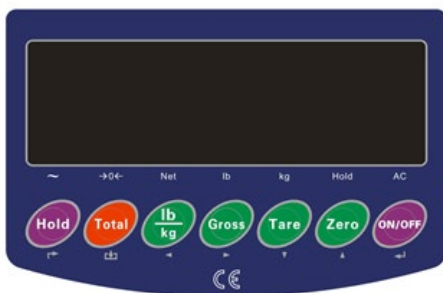 ~ →0← Net lb kg Hold AC
Hold Total lb/kg Gross Tare Zero ON/OFF
CE